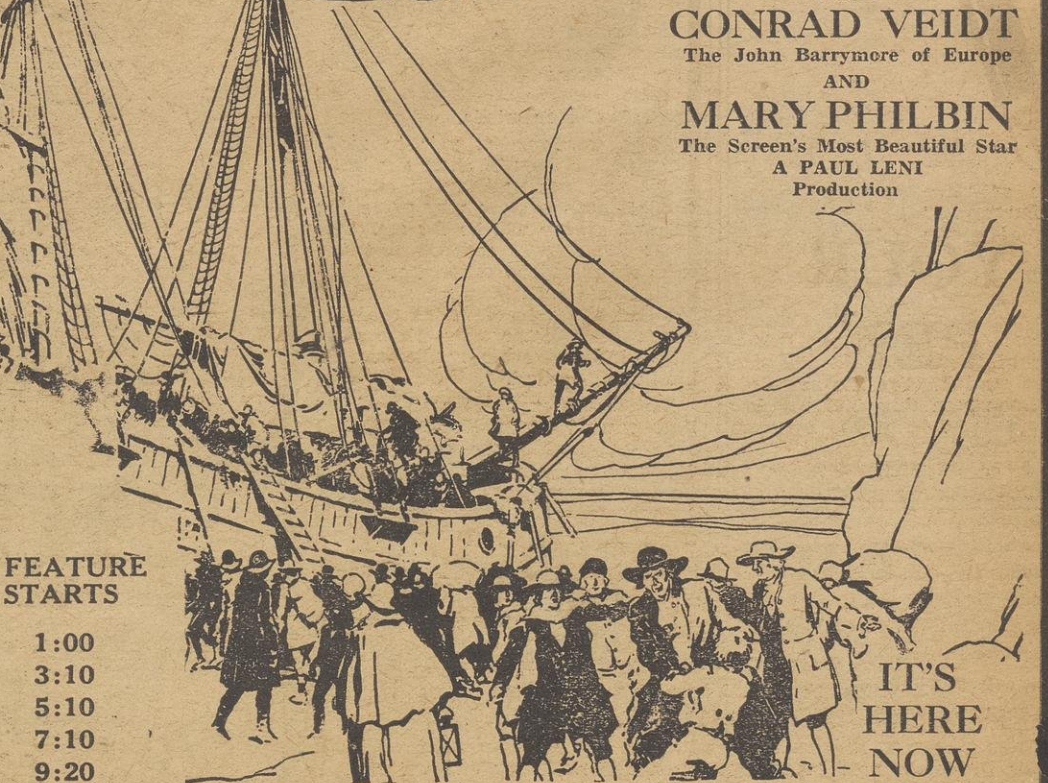 CONRAD VEIDT
The John Barrymore of Europe
AND
MARY PHILBIN
The Screen's Most Beautiful Star
A PAUL LENI
Production
FEATURE
STARTS
1:00
3:10
5:10
7:10
9:20
IT'S
HERE
NOW